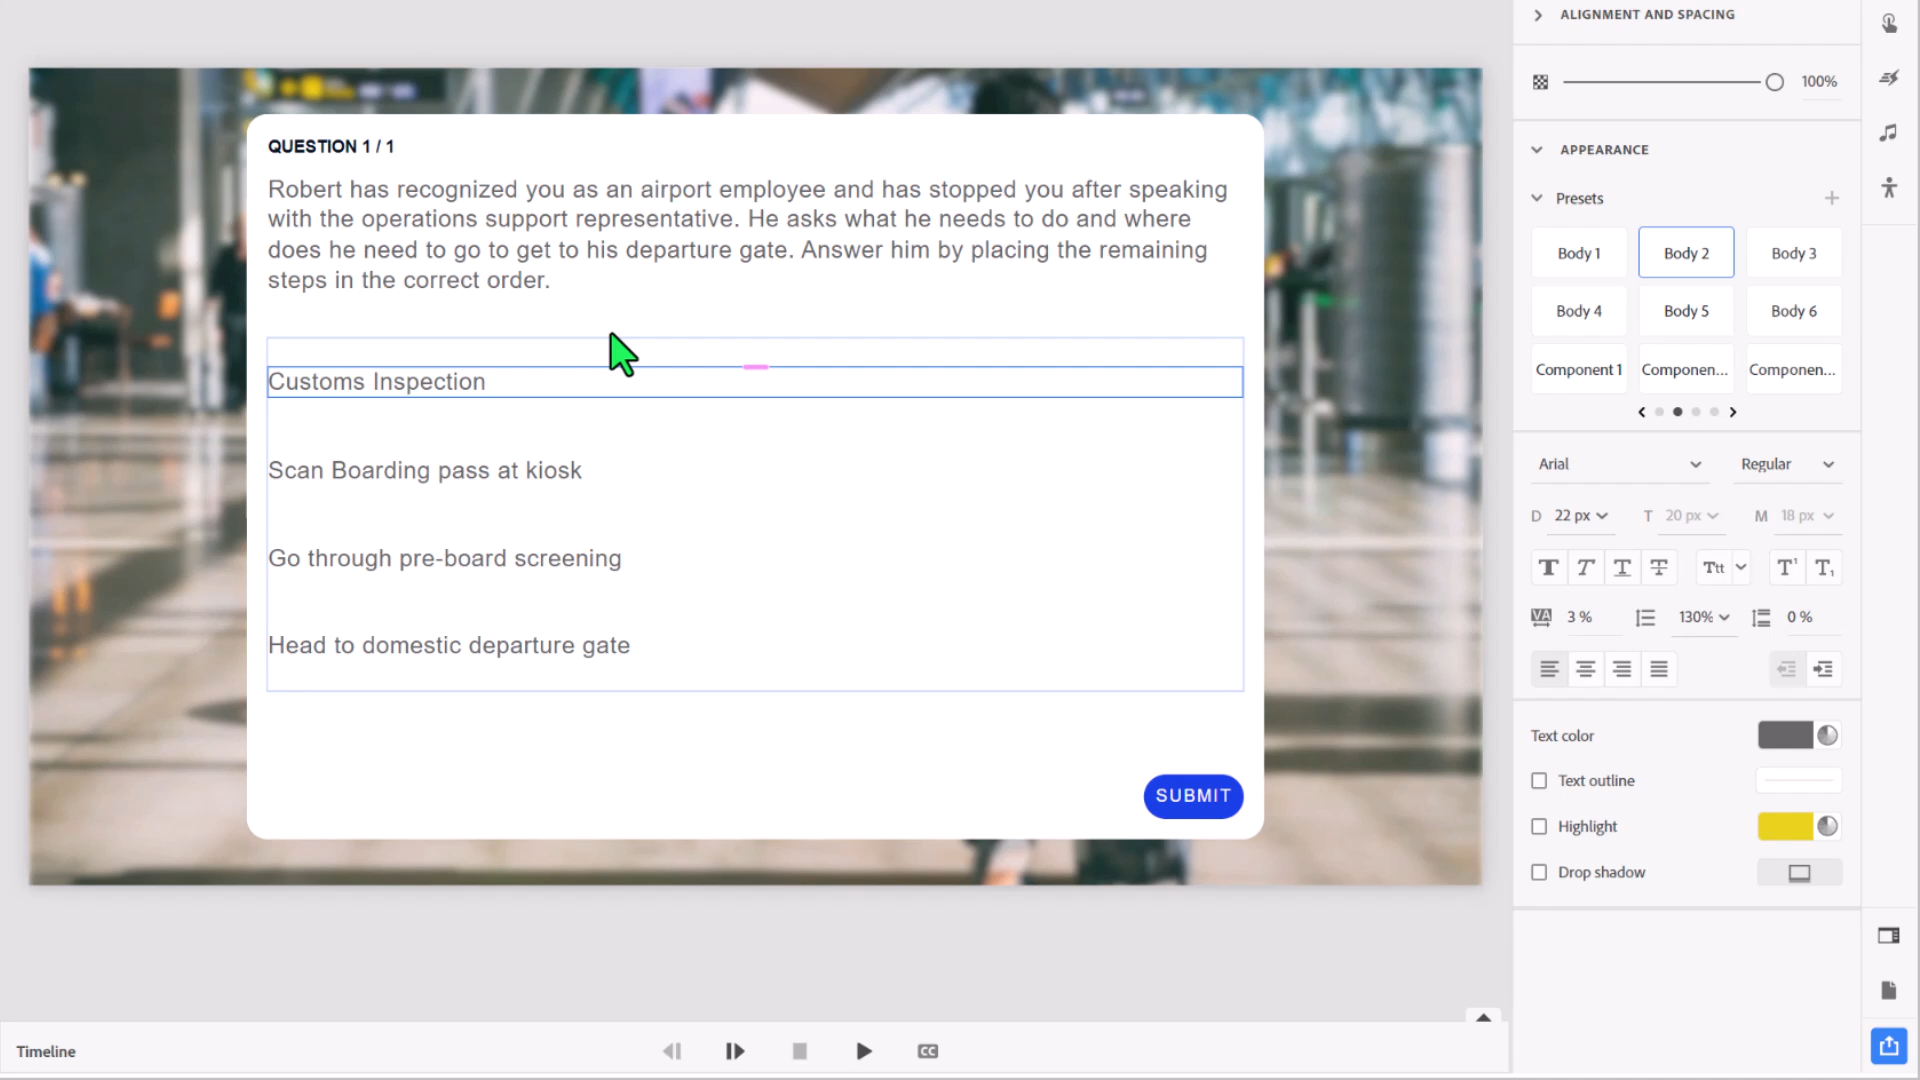 ALIGNMENT AND SPACING
100%
QUESTION 1 / 1
Robert has recognized you as an airport employee and has stopped you after speaking
with the operations support representative. He asks what he needs to do and where
does he need to go to get to his departure gate. Answer him by placing the remaining
steps in the correct order.
Customs Inspection
Scan Boarding pass at kiosk
Go through pre-board screening
Head to domestic departure gate
SUBMIT
APPEARANCE
Presets
Body 1 Body 2 Body 3
Body 4 Body 5 Body 6
Component 1 Componen... Componen...
Arial Regular
D 22 px T 20 px M 18 px
T T T T Ttt T1 T1
VA 3 % 130% 0 %
Text color
Text outline
Highlight
Drop shadow
Timeline
CC